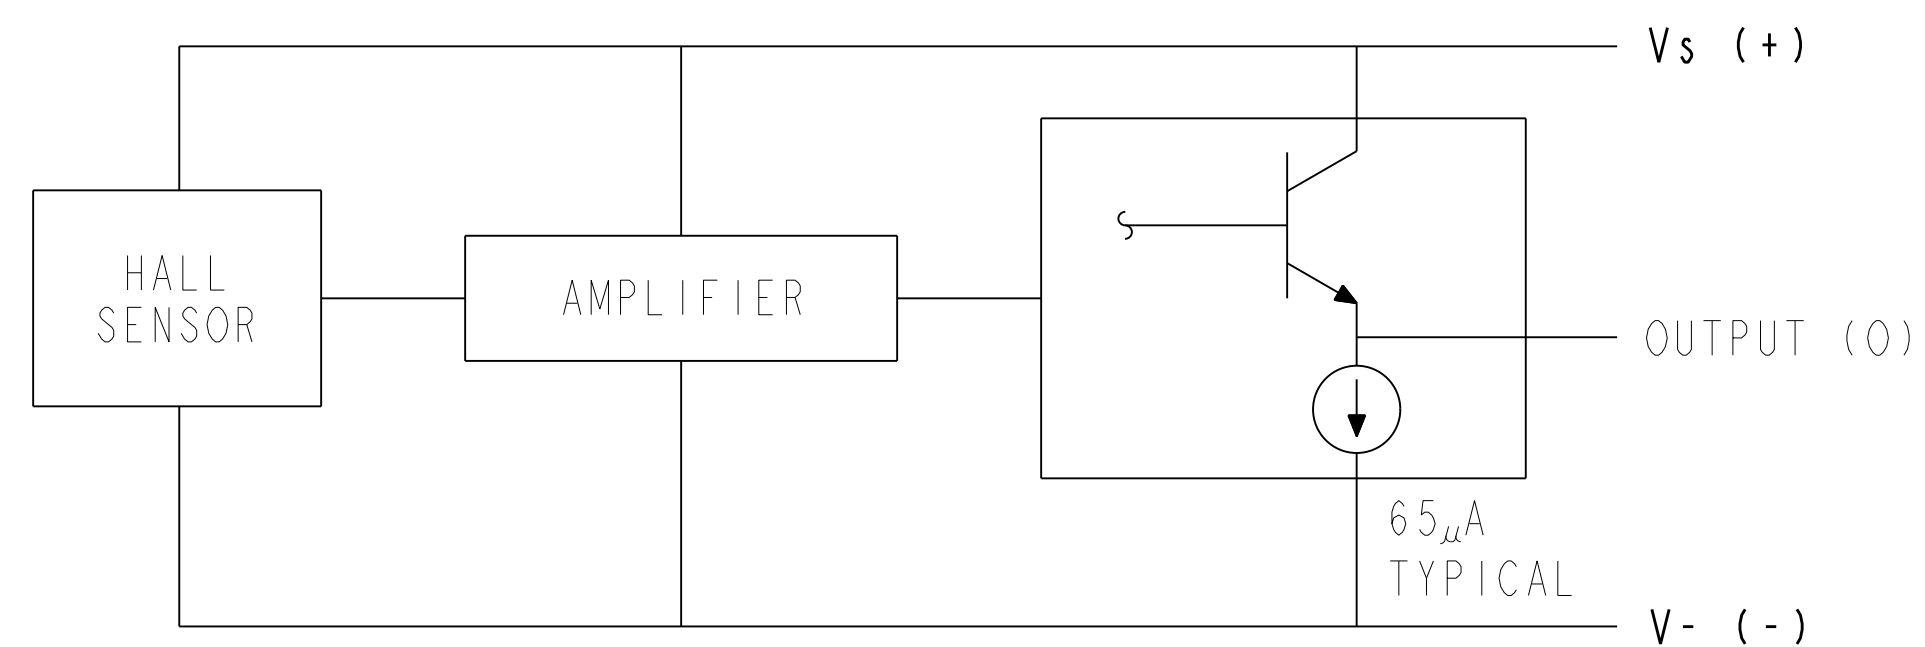 Vs (+)
HALL
SENSOR
AMPLIFIER
OUTPUT (O)
65μA
TYPICAL
V- (-)